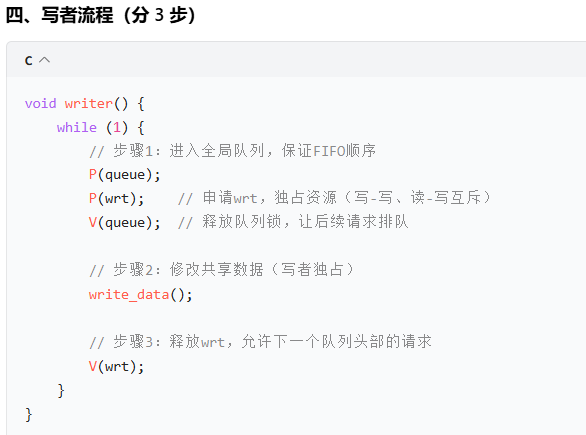 四、写者流程（分 3 步）
C
void writer() {
    while (1) {
        // 步骤1：进入全局队列，保证FIFO顺序
        P(queue);
        P(wrt);    // 申请wrt，独占资源（写-写、读-写互斥）
        V(queue);  // 释放队列锁，让后续请求排队
        // 步骤2：修改共享数据（写者独占）
        write_data();
        // 步骤3：释放wrt，允许下一个队列头部的请求
        V(wrt);
    }
}